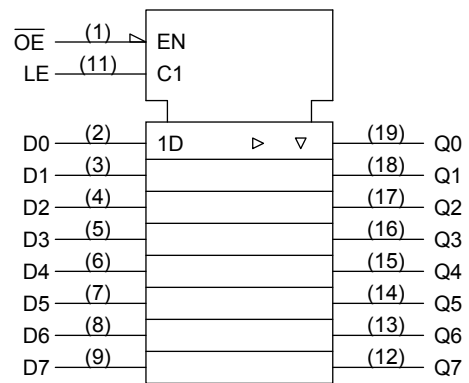 OE (1) EN
LE (11) C1
D0 (2) 1D (19) Q0
D1 (3) (18) Q1
D2 (4) (17) Q2
D3 (5) (16) Q3
D4 (6) (15) Q4
D5 (7) (14) Q5
D6 (8) (13) Q6
D7 (9) (12) Q7